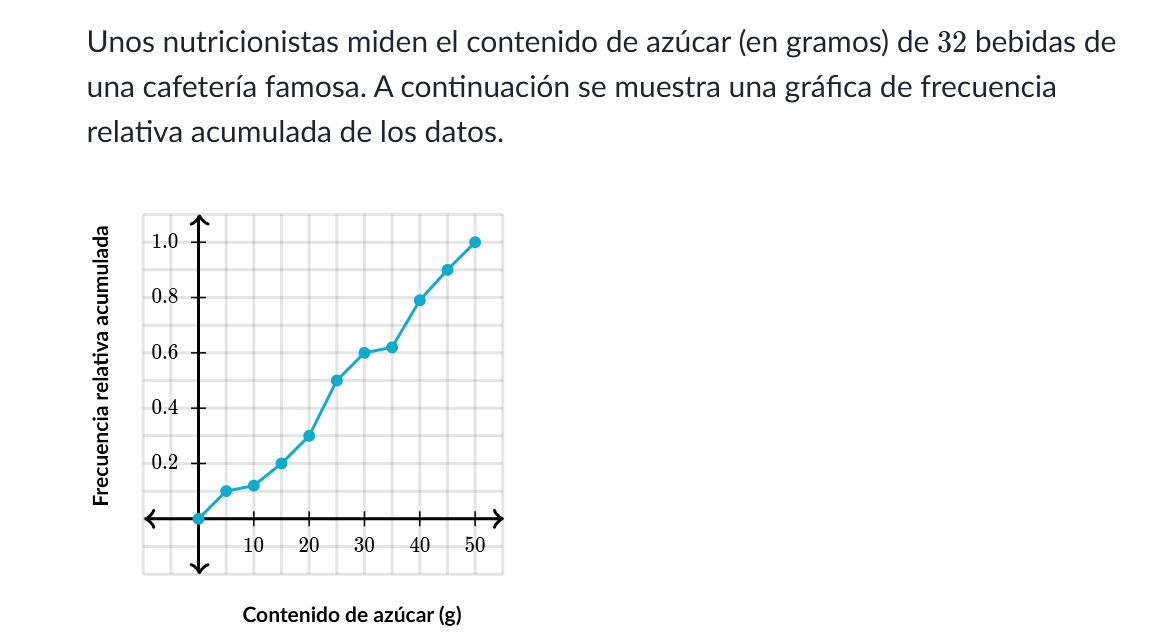 Unos nutricionistas miden el contenido de azúcar (en gramos) de 32 bebidas de
una cafetería famosa. A continuación se muestra una gráfica de frecuencia
relativa acumulada de los datos.
Frecuencia relativa acumulada
1.0
0.8
0.6
0.4
0.2
10 20 30 40 50
Contenido de azúcar (g)